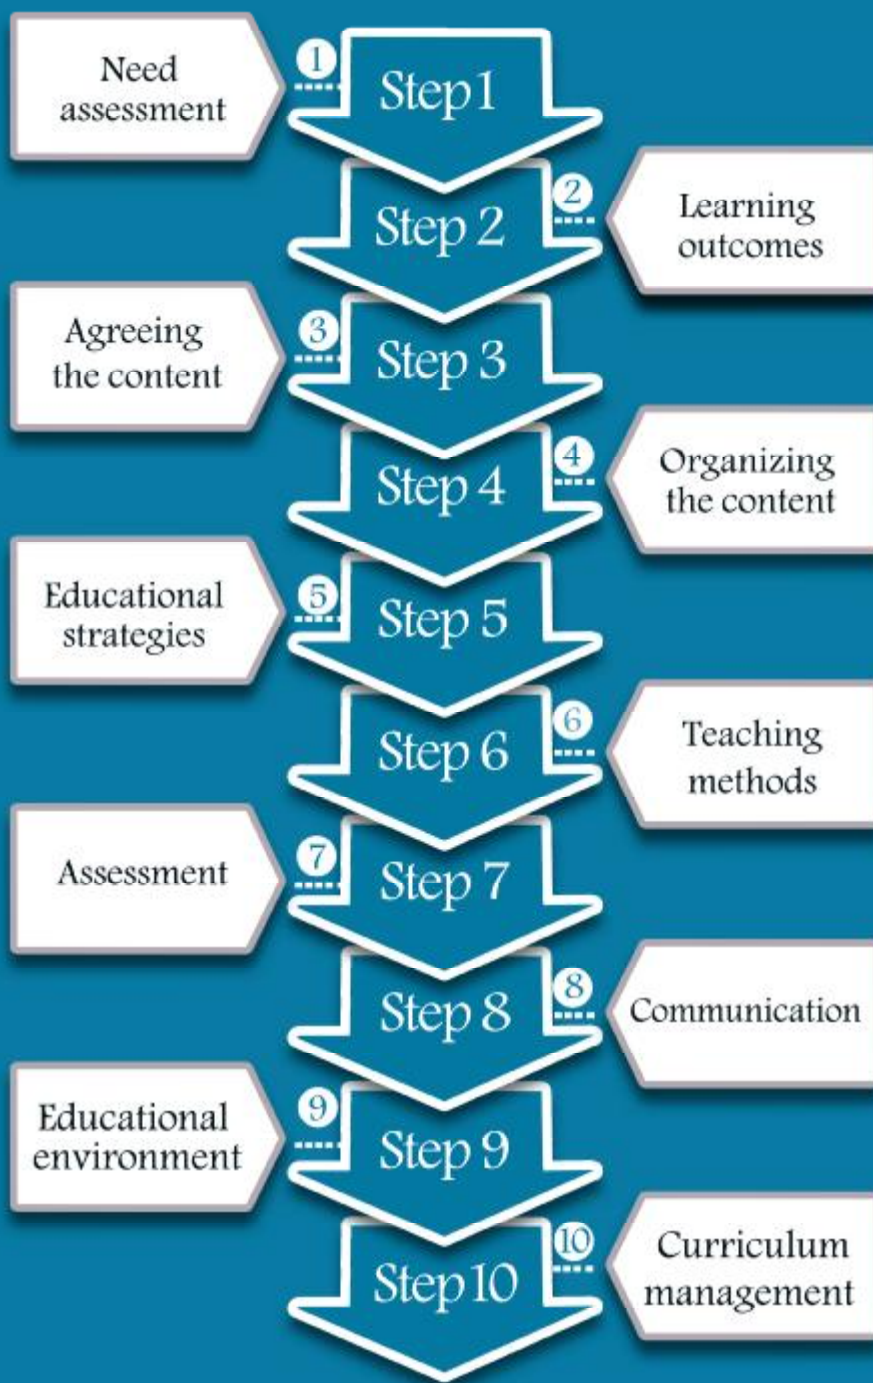 Need
assessment
1
Step 1
Step 2
2
Learning
outcomes
Agreeing
the content
3
Step 3
Step 4
4
Organizing
the content
Educational
strategies
5
Step 5
Step 6
6
Teaching
methods
Assessment
7
Step 7
Step 8
8
Communication
Educational
environment
9
Step 9
Step 10
10
Curriculum
management